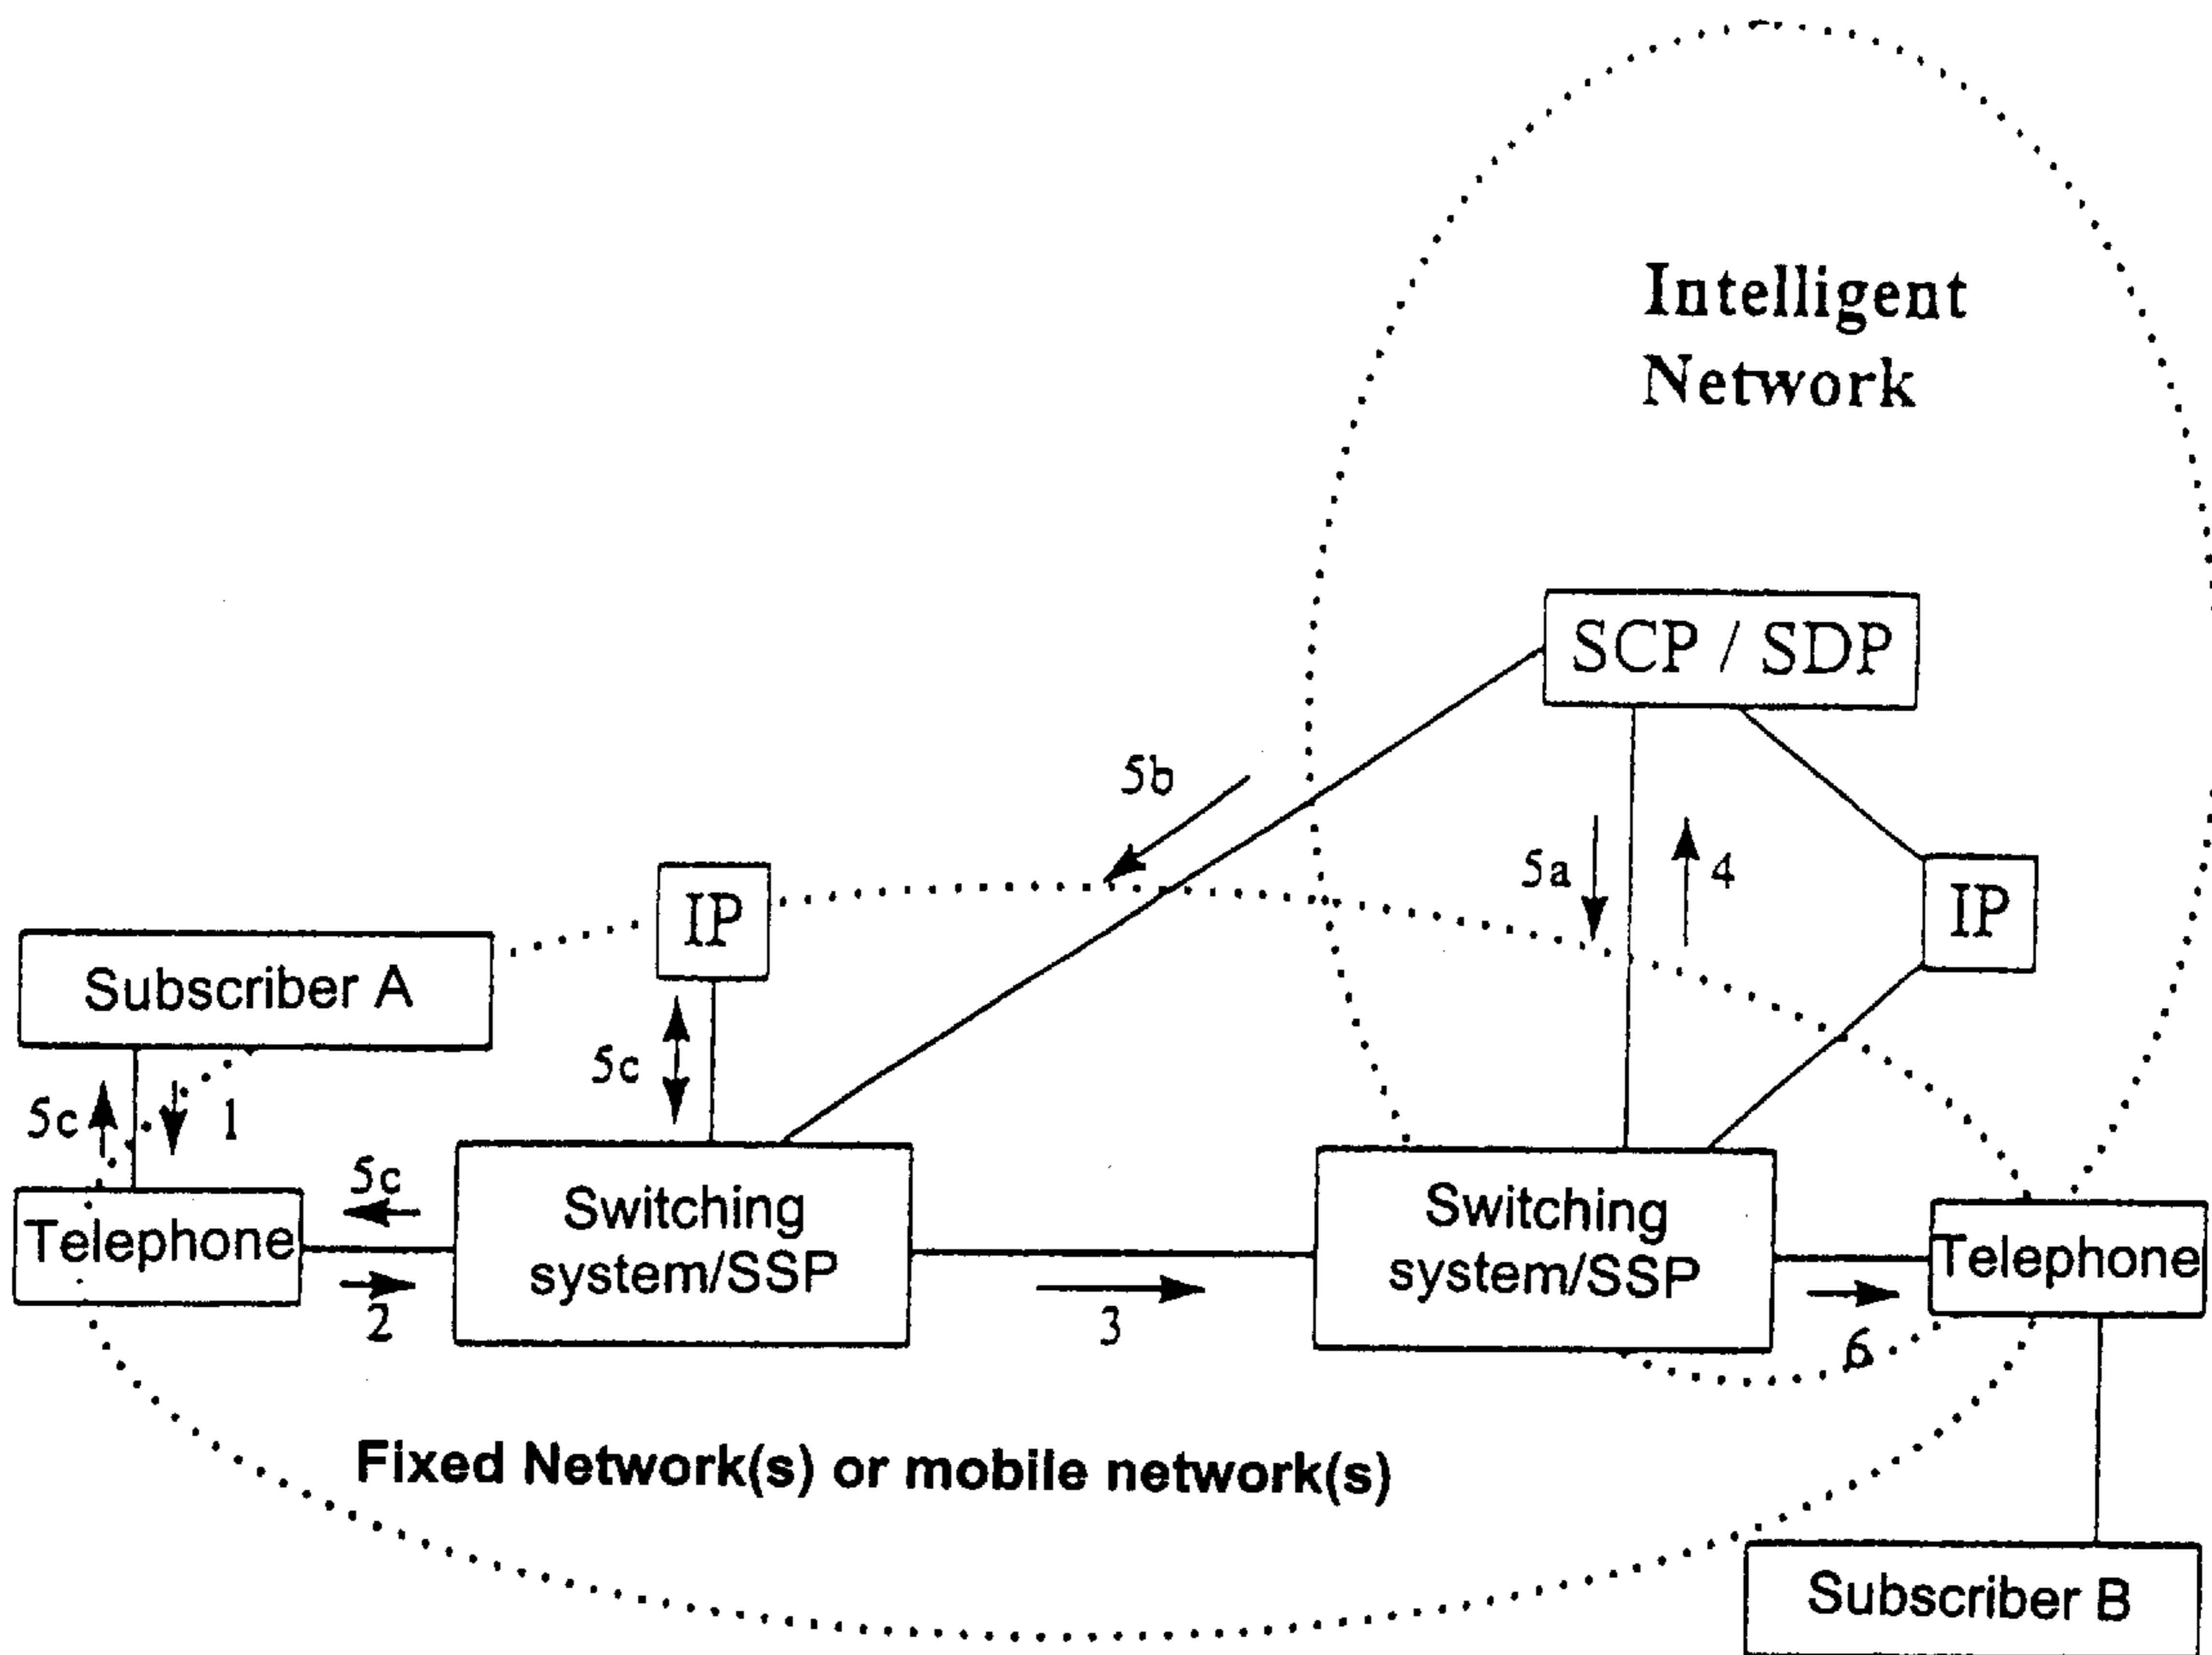 Intelligent
Network
SCP / SDP
5b
5a
4
IP
IP
Subscriber A
5c
5c
1
5c
Switching
system/SSP
Switching
system/SSP
Telephone
Telephone
2
3
6
Fixed Network(s) or mobile network(s)
Subscriber B